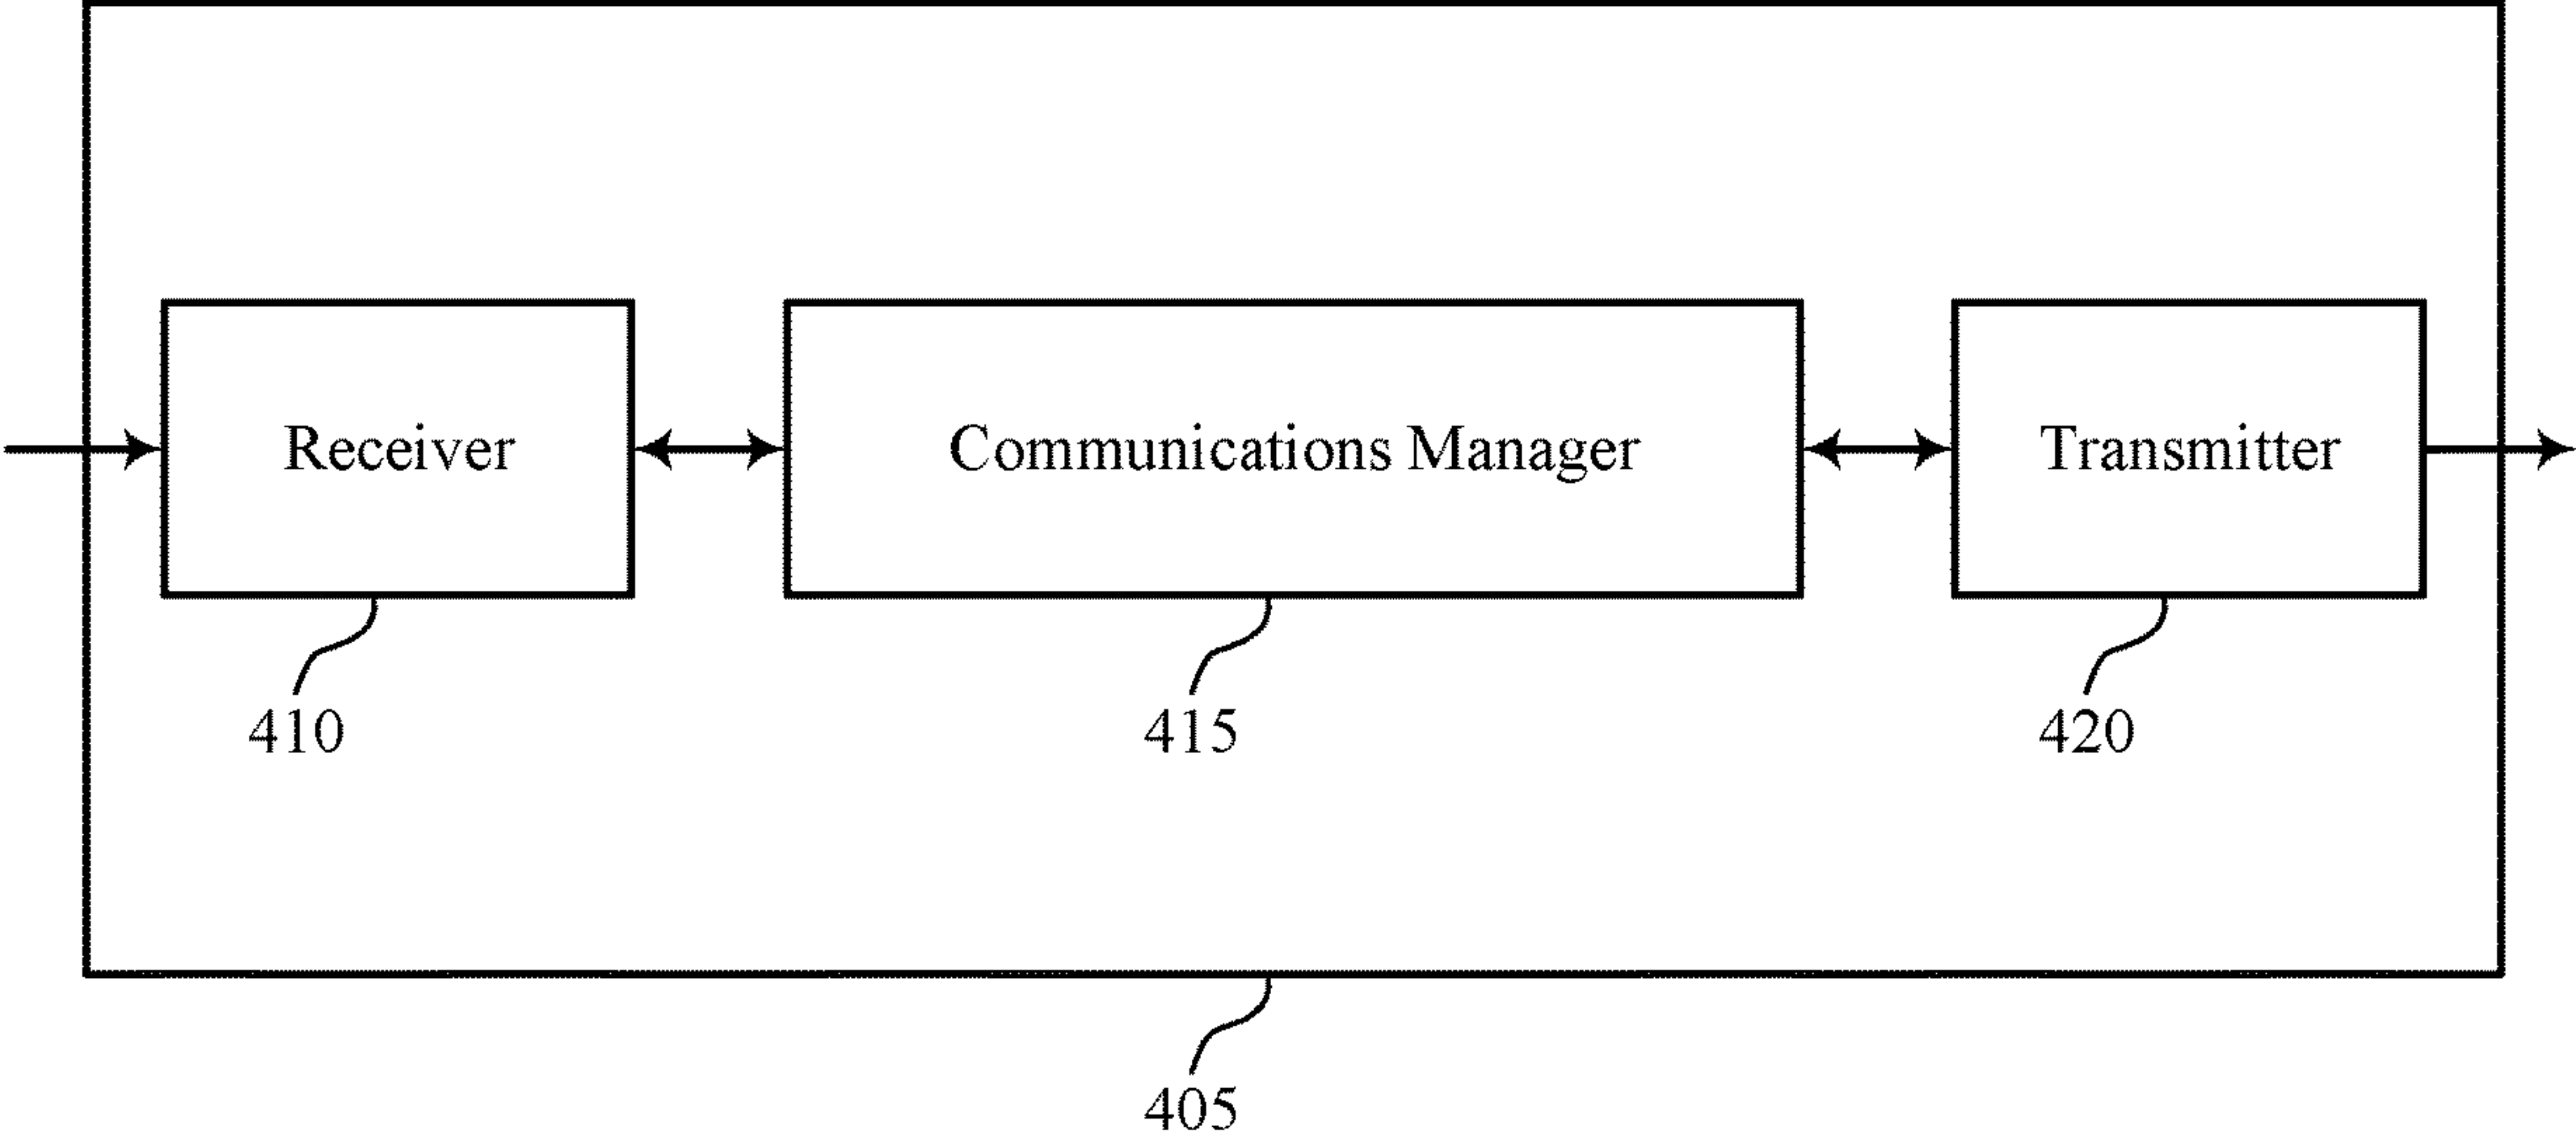 Receiver
Communications Manager
Transmitter
410
415
420
405